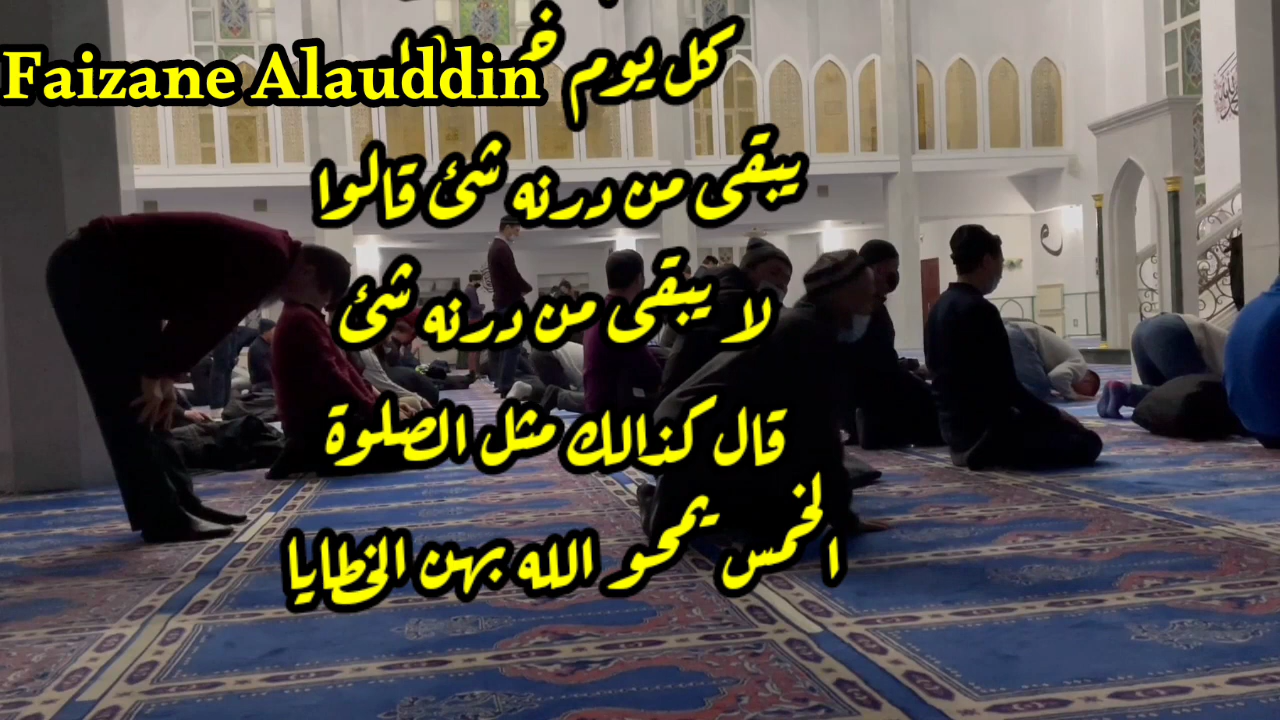 كل يوم
Faizane Alauddin
يبقى من درنه شئ قالوا
لا يبقى من درنه شئ
قال كذالك مثل الصلوة
الخمس يمحو الله بهن الخطايا